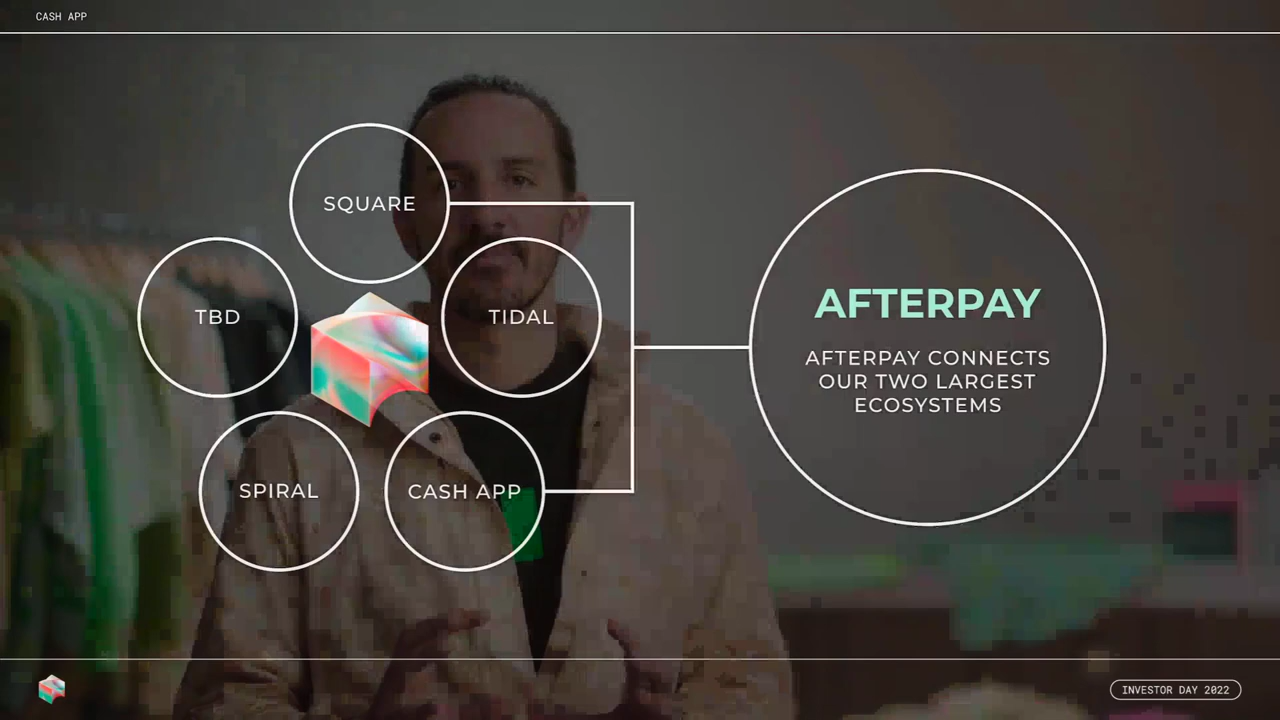 CASH APP
SQUARE
TBD
TIDAL
SPIRAL
CASH APP
AFTERPAY
AFTERPAY CONNECTS
OUR TWO LARGEST
ECOSYSTEMS
INVESTOR DAY 2022